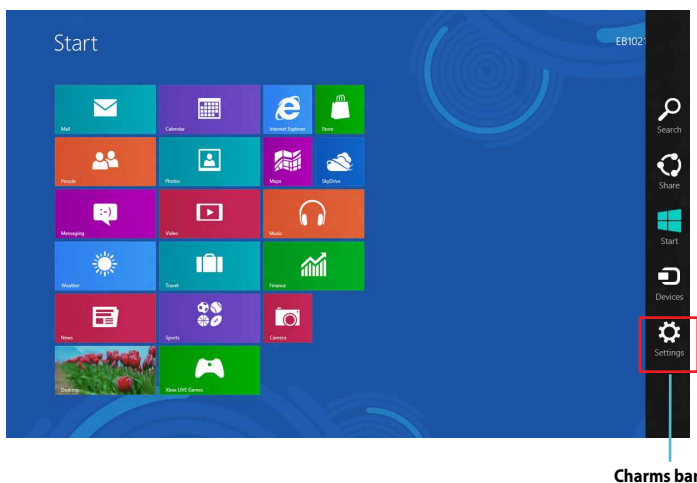 Start
EB1021
Mail
Calendar
Internet Explorer
Store
People
Photos
Maps
SkyDrive
Messaging
Video
Music
Weather
Travel
Finance
News
Sports
Camera
Desktop
Xbox LIVE Games
Search
Share
Start
Devices
Settings
Charms bar